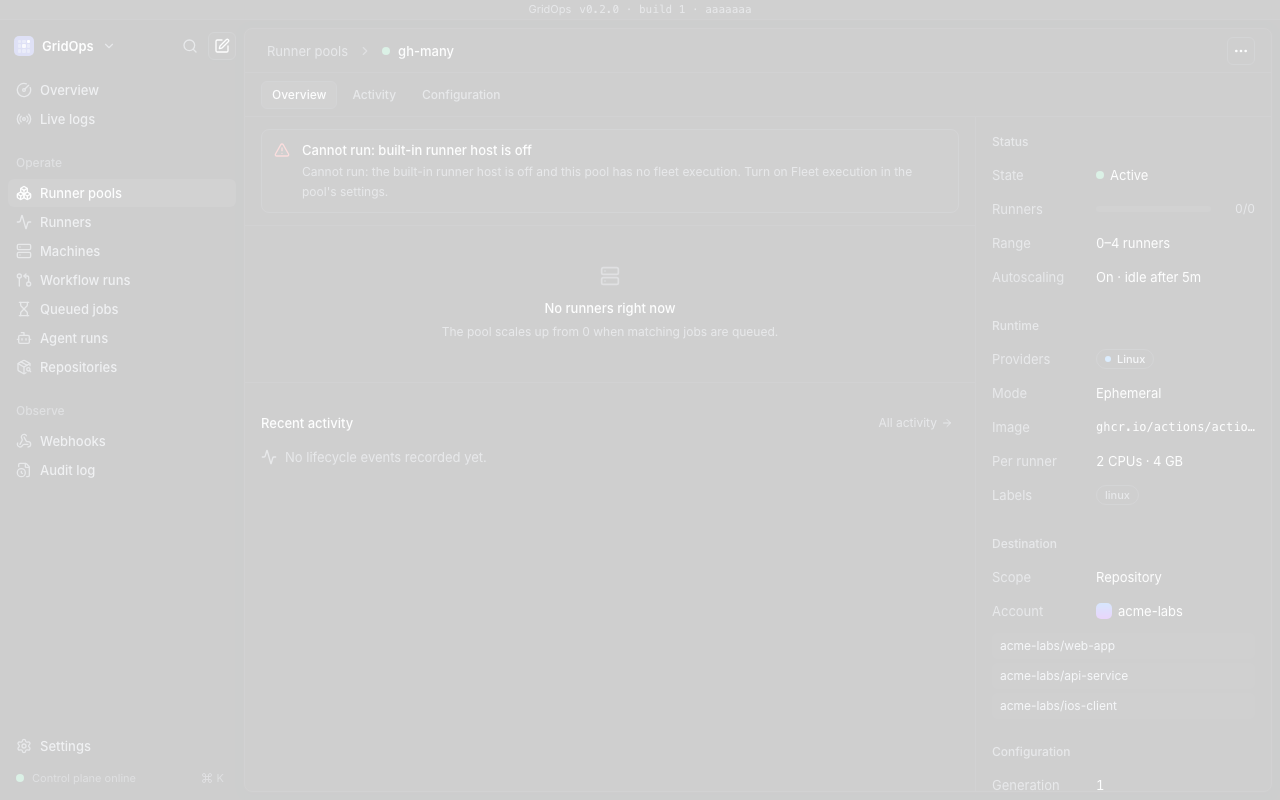 GridOps v0.2.0 · build 1 · aaaaaaa
GridOps
Overview
Live logs
Operate
Runner pools
Runners
Machines
Workflow runs
Queued jobs
Agent runs
Repositories
Observe
Webhooks
Audit log
Settings
Control plane online ⌘ K
Runner pools > gh-many
Overview Activity Configuration
Cannot run: built-in runner host is off
Cannot run: the built-in runner host is off and this pool has no fleet execution. Turn on Fleet execution in the
pool's settings.
No runners right now
The pool scales up from 0 when matching jobs are queued.
Recent activity All activity →
No lifecycle events recorded yet.
Status
State Active
Runners 0/0
Range 0–4 runners
Autoscaling On · idle after 5m
Runtime
Providers Linux
Mode Ephemeral
Image ghcr.io/actions/actio…
Per runner 2 CPUs · 4 GB
Labels linux
Destination
Scope Repository
Account acme-labs
acme-labs/web-app
acme-labs/api-service
acme-labs/ios-client
Configuration
Generation 1